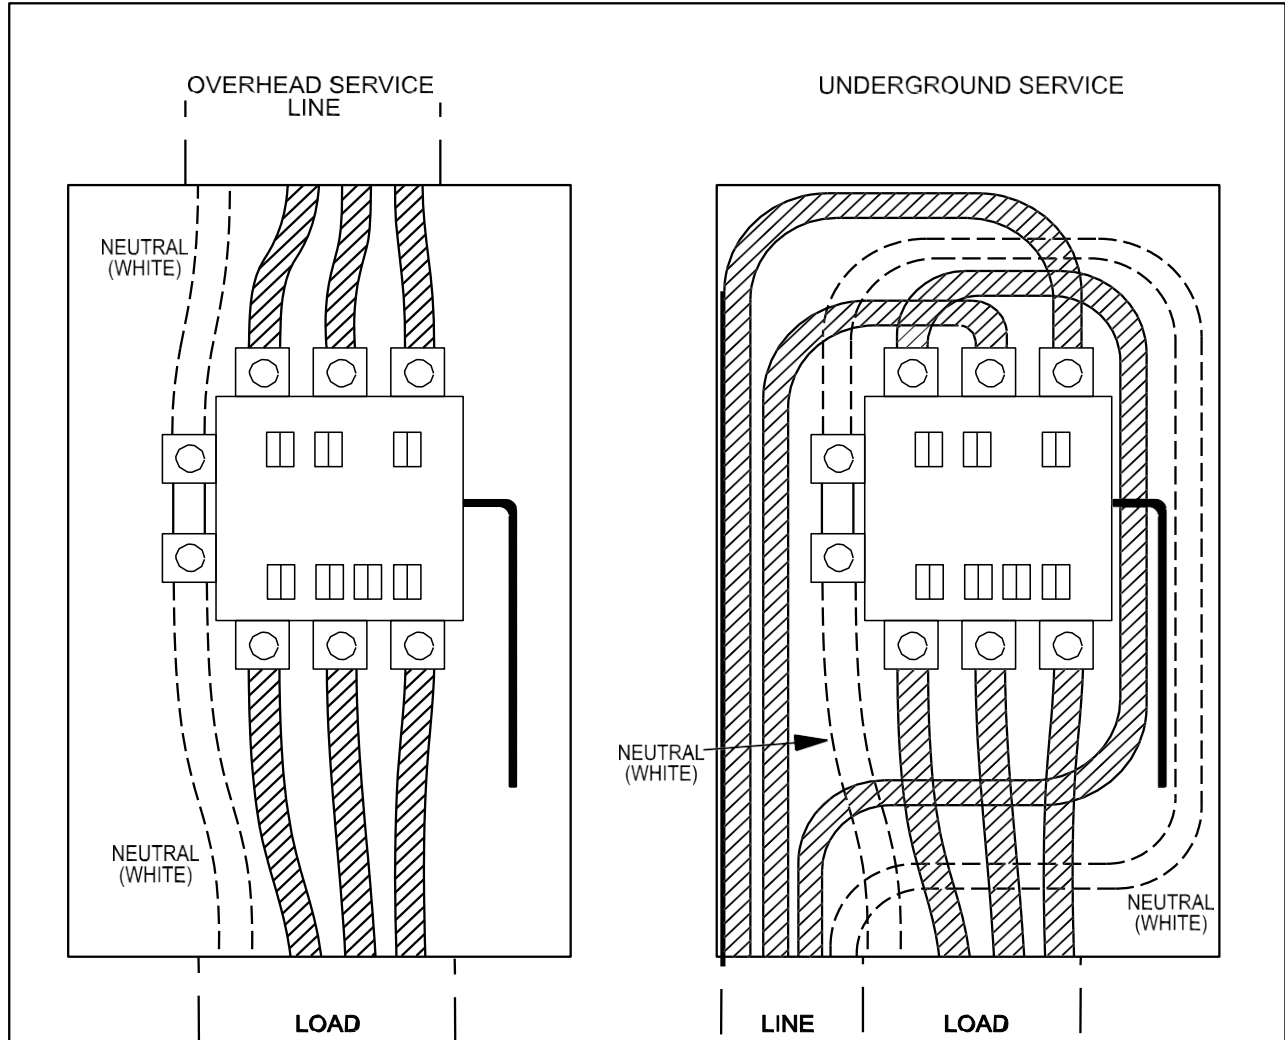 OVERHEAD SERVICE
LINE
UNDERGROUND SERVICE
NEUTRAL
(WHITE)
NEUTRAL
(WHITE)
NEUTRAL
(WHITE)
NEUTRAL
(WHITE)
LOAD
LINE
LOAD